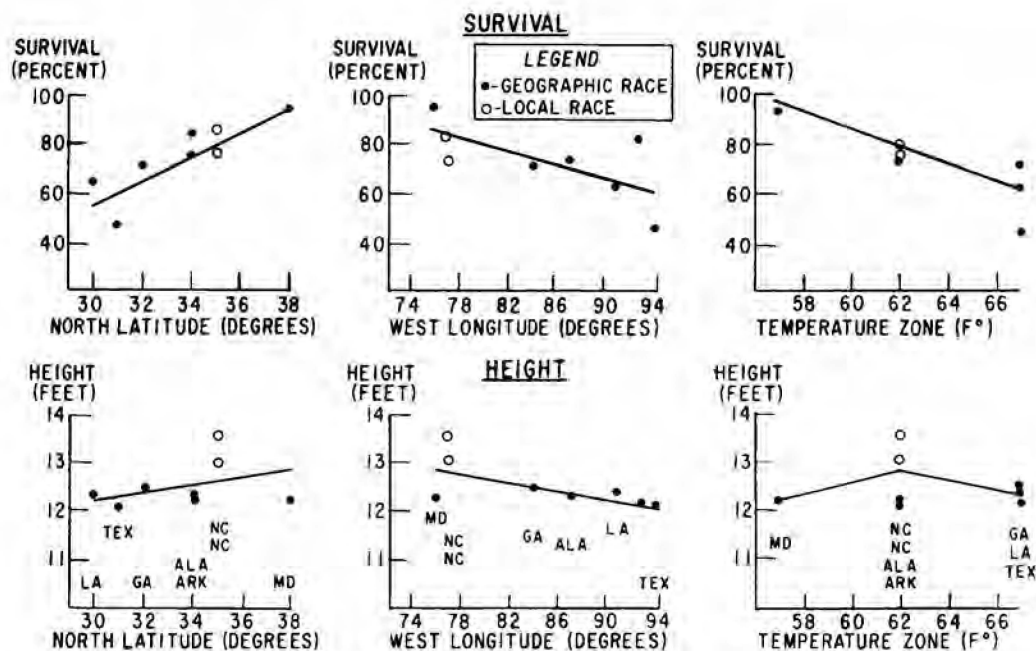 SURVIVAL
SURVIVAL
(PERCENT)
100
80
60
40
30 32 34 36 38
NORTH LATITUDE (DEGREES)
SURVIVAL
(PERCENT)
LEGEND
•-GEOGRAPHIC RACE
○-LOCAL RACE
100
80
60
40
74 78 82 86 90 94
WEST LONGITUDE (DEGREES)
SURVIVAL
(PERCENT)
100
80
60
40
58 60 62 64 66
TEMPERATURE ZONE (F°)
HEIGHT
HEIGHT
(FEET)
14
13
12
11
TEX
NC
NC
ALA
ARK
LA GA MD
30 32 34 36 38
NORTH LATITUDE (DEGREES)
HEIGHT
(FEET)
14
13
12
11
MD
NC
NC
GA ALA LA
TEX
74 78 82 86 90 94
WEST LONGITUDE (DEGREES)
HEIGHT
(FEET)
14
13
12
11
MD
NC
NC
ALA
ARK
GA
LA
TEX
58 60 62 64 66
TEMPERATURE ZONE (F°)